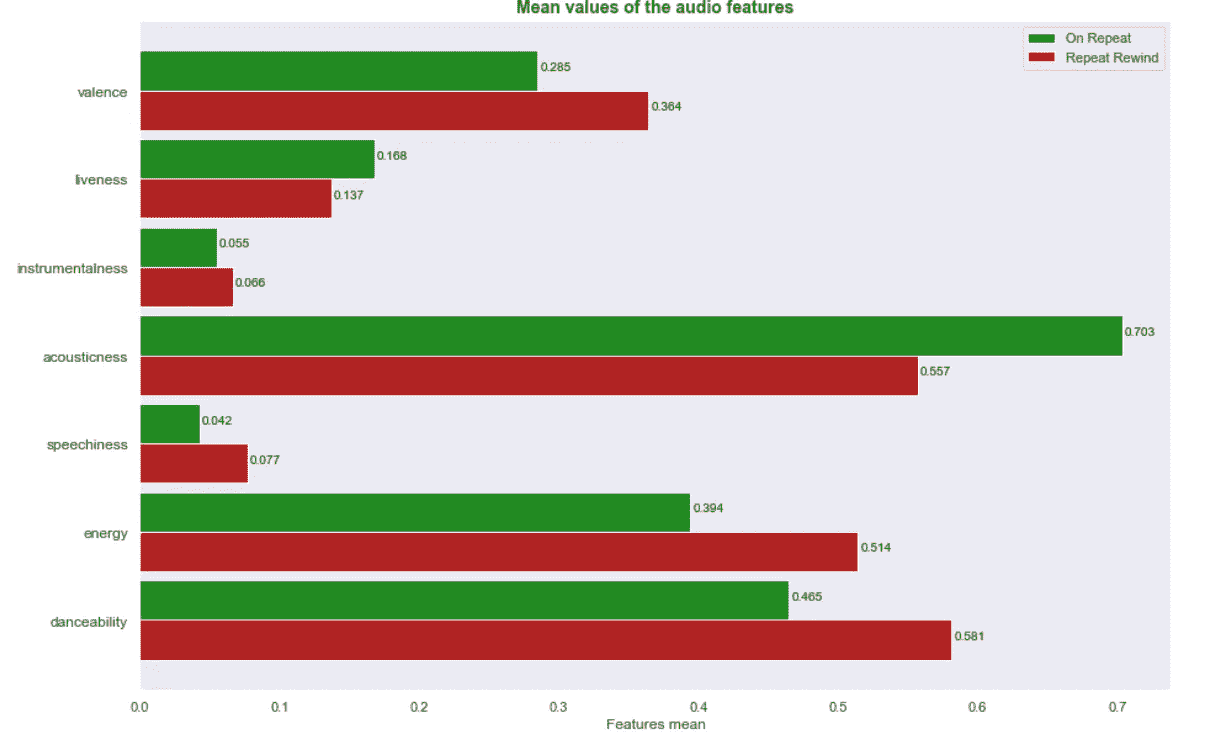 Mean values of the audio features
On Repeat
Repeat Rewind
valence
0.285
0.364
liveness
0.168
0.137
instrumentalness
0.055
0.066
acousticness
0.703
0.557
speechiness
0.042
0.077
energy
0.394
0.514
danceability
0.465
0.581
0.0 0.1 0.2 0.3 0.4 0.5 0.6 0.7
Features mean